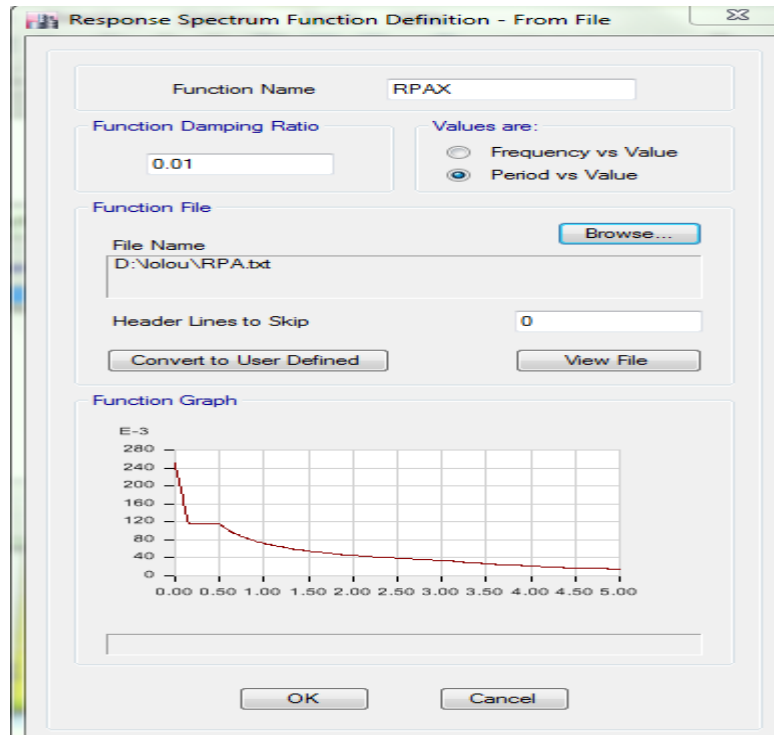 Response Spectrum Function Definition - From File
Function Name RPAX
Function Damping Ratio
0.01
Values are:
Frequency vs Value
Period vs Value
Function File
Browse...
File Name
D:\lolou\RPA.txt
Header Lines to Skip 0
Convert to User Defined View File
Function Graph
E-3
280
240
200
160
120
80
40
0
0.00 0.50 1.00 1.50 2.00 2.50 3.00 3.50 4.00 4.50 5.00
OK Cancel